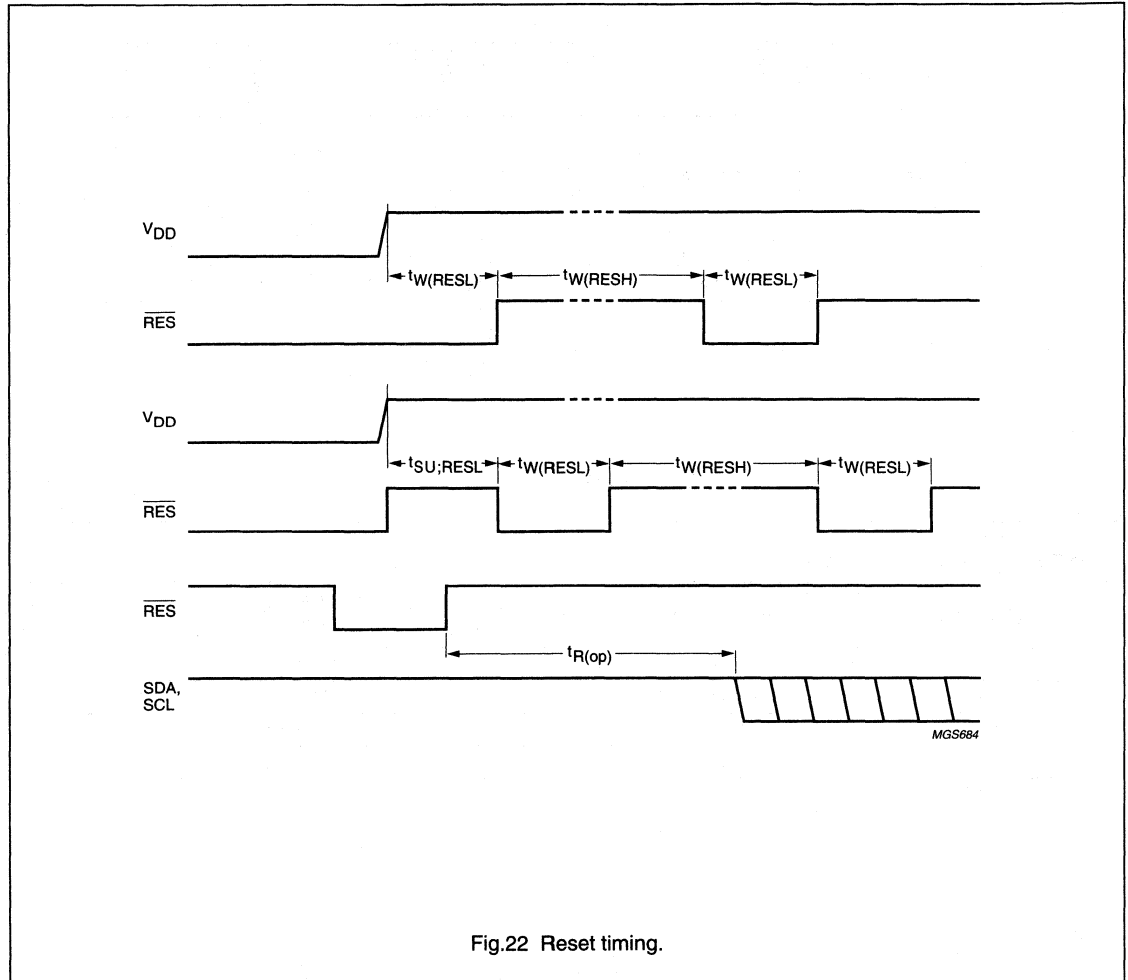 VDD
tW(RESL) tW(RESH) tW(RESL)
RES
VDD
tSU;RESL tW(RESL) tW(RESH) tW(RESL)
RES
RES
tR(op)
SDA,
SCL
MGS684
Fig.22 Reset timing.